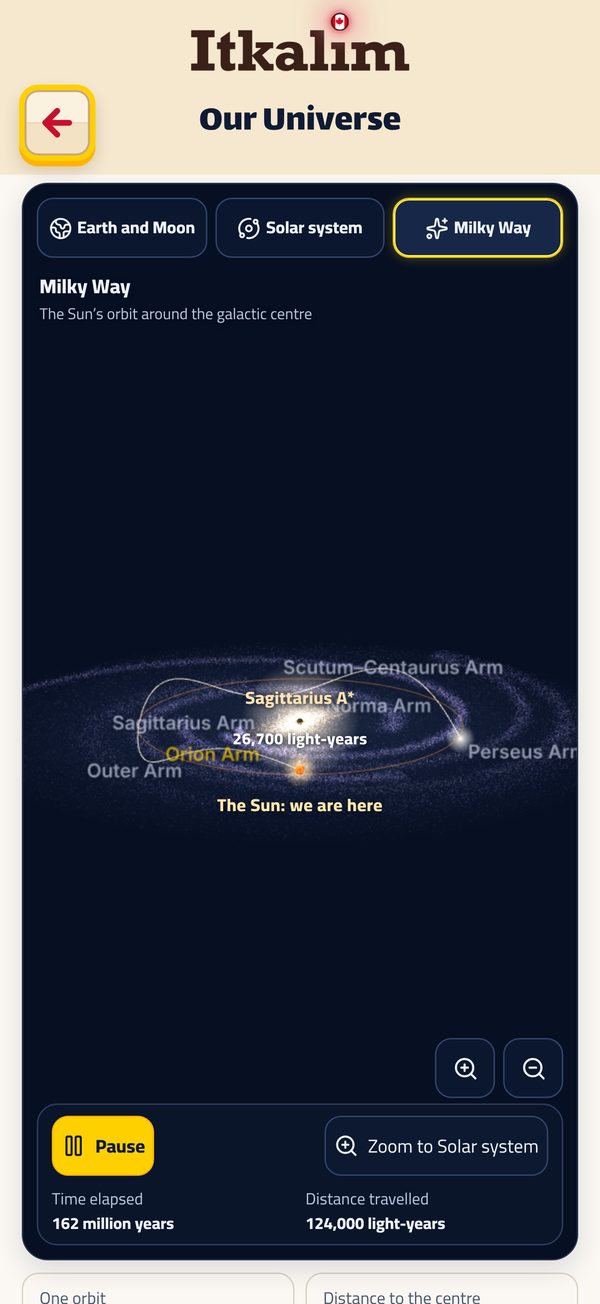 Itkalim
Our Universe
Earth and Moon
Solar system
Milky Way
Milky Way
The Sun’s orbit around the galactic centre
Scutum–Centaurus Arm
Sagittarius A*
Norma Arm
Sagittarius Arm
26,700 light-years
Orion Arm
Perseus Arm
Outer Arm
The Sun: we are here
Pause
Zoom to Solar system
Time elapsed
Distance travelled
162 million years
124,000 light-years
One orbit
Distance to the centre